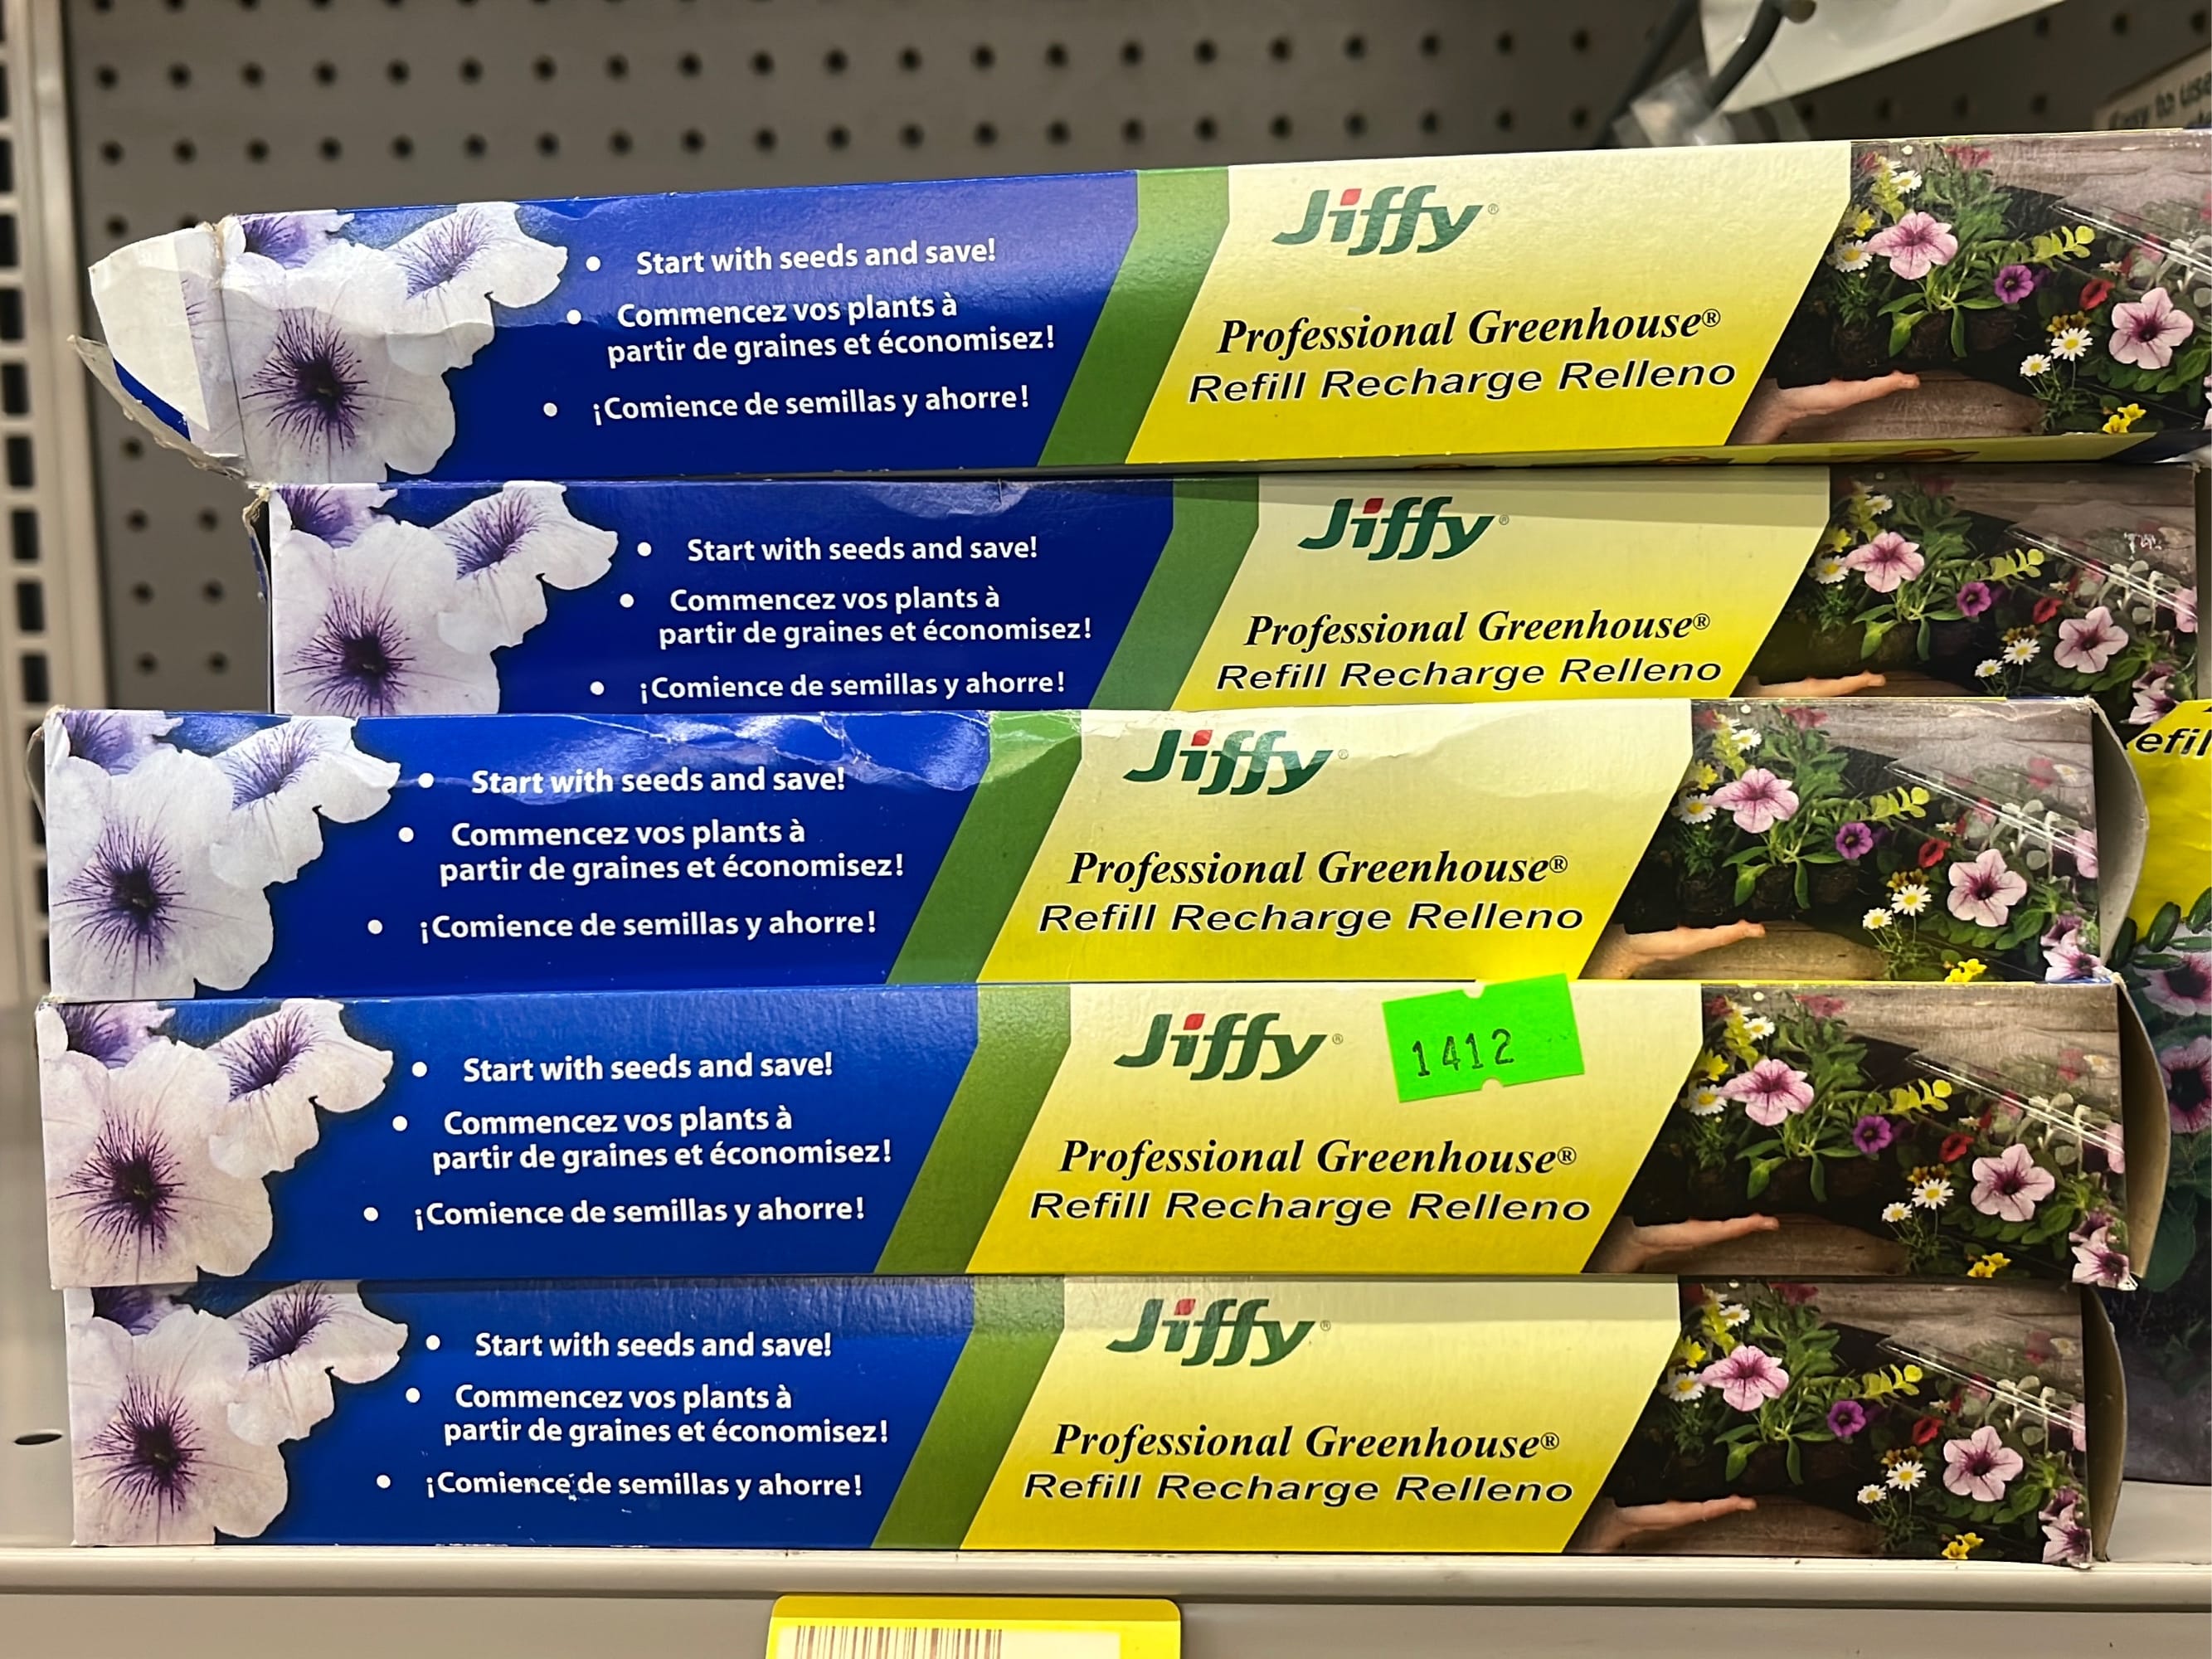 Easy to use
Jiffy®
• Start with seeds and save!
• Commencez vos plants à
partir de graines et économisez!
• ¡Comience de semillas y ahorre!
Professional Greenhouse®
Refill Recharge Relleno
Jiffy®
• Start with seeds and save!
• Commencez vos plants à
partir de graines et économisez!
• ¡Comience de semillas y ahorre!
Professional Greenhouse®
Refill Recharge Relleno
efil
Jiffy®
• Start with seeds and save!
• Commencez vos plants à
partir de graines et économisez!
• ¡Comience de semillas y ahorre!
Professional Greenhouse®
Refill Recharge Relleno
Jiffy®
1412
• Start with seeds and save!
• Commencez vos plants à
partir de graines et économisez!
• ¡Comience de semillas y ahorre!
Professional Greenhouse®
Refill Recharge Relleno
Jiffy®
• Start with seeds and save!
• Commencez vos plants à
partir de graines et économisez!
• ¡Comience de semillas y ahorre!
Professional Greenhouse®
Refill Recharge Relleno